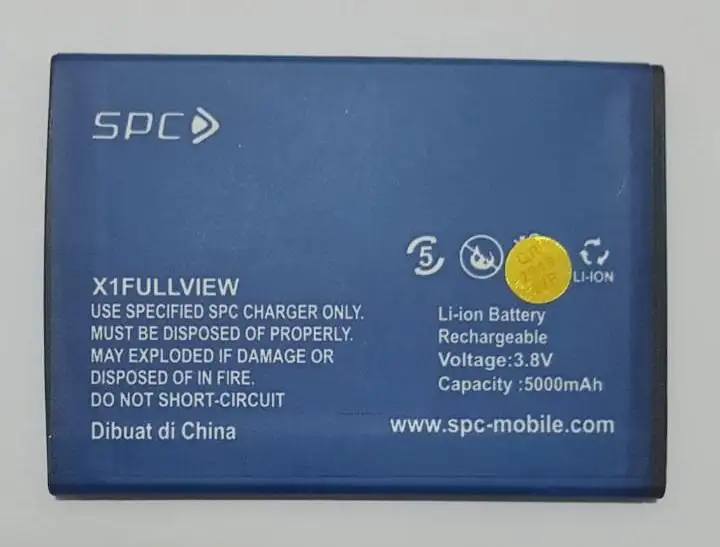 SPC
5
LI-ION
X1FULLVIEW
USE SPECIFIED SPC CHARGER ONLY.
MUST BE DISPOSED OF PROPERLY.
MAY EXPLODED IF DAMAGE OR
DISPOSED OF IN FIRE.
DO NOT SHORT-CIRCUIT
Dibuat di China
Li-ion Battery
Rechargeable
Voltage:3.8V
Capacity :5000mAh
www.spc-mobile.com